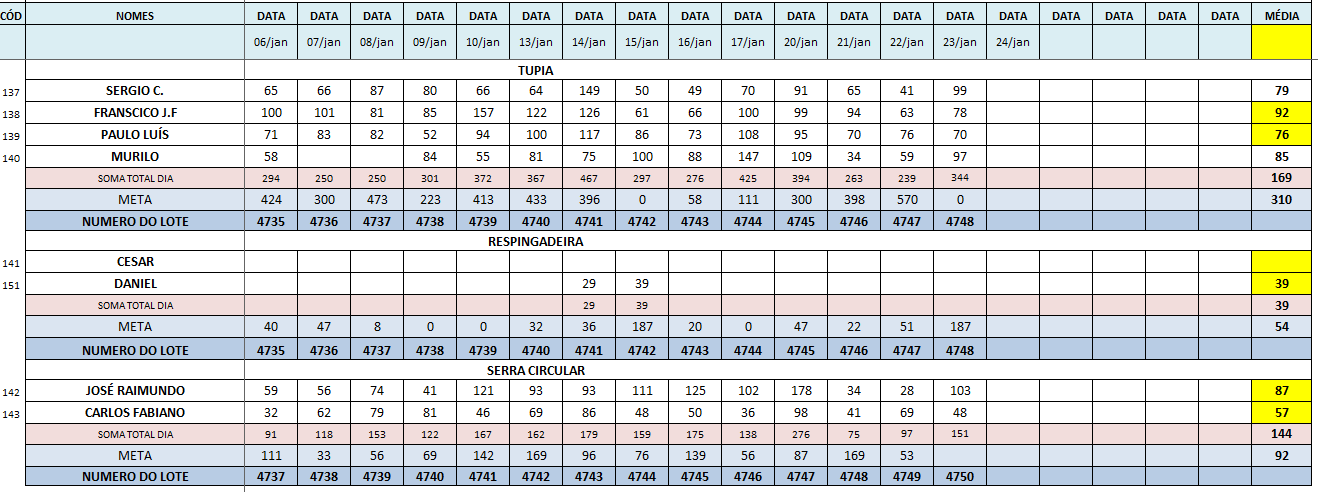 CÓD NOMES DATA DATA DATA DATA DATA DATA DATA DATA DATA DATA DATA DATA DATA DATA DATA DATA DATA DATA DATA MÉDIA
06/jan 07/jan 08/jan 09/jan 10/jan 13/jan 14/jan 15/jan 16/jan 17/jan 20/jan 21/jan 22/jan 23/jan 24/jan
TUPIA
137 SERGIO C. 65 66 87 80 66 64 149 50 49 70 91 65 41 99 79
138 FRANSCICO J.F 100 101 81 85 157 122 126 61 66 100 99 94 63 78 92
139 PAULO LUÍS 71 83 82 52 94 100 117 86 73 108 95 70 76 70 76
140 MURILO 58 84 55 81 75 100 88 147 109 34 59 97 85
SOMA TOTAL DIA 294 250 250 301 372 367 467 297 276 425 394 263 239 344 169
META 424 300 473 223 413 433 396 0 58 111 300 398 570 0 310
NUMERO DO LOTE 4735 4736 4737 4738 4739 4740 4741 4742 4743 4744 4745 4746 4747 4748
RESPINGADEIRA
141 CESAR
151 DANIEL 29 39 39
SOMA TOTAL DIA 29 39 39
META 40 47 8 0 0 32 36 187 20 0 47 22 51 187 54
NUMERO DO LOTE 4735 4736 4737 4738 4739 4740 4741 4742 4743 4744 4745 4746 4747 4748
SERRA CIRCULAR
142 JOSÉ RAIMUNDO 59 56 74 41 121 93 93 111 125 102 178 34 28 103 87
143 CARLOS FABIANO 32 62 79 81 46 69 86 48 50 36 98 41 69 48 57
SOMA TOTAL DIA 91 118 153 122 167 162 179 159 175 138 276 75 97 151 144
META 111 33 56 69 142 169 96 76 139 56 87 169 53 92
NUMERO DO LOTE 4737 4738 4739 4740 4741 4742 4743 4744 4745 4746 4747 4748 4749 4750